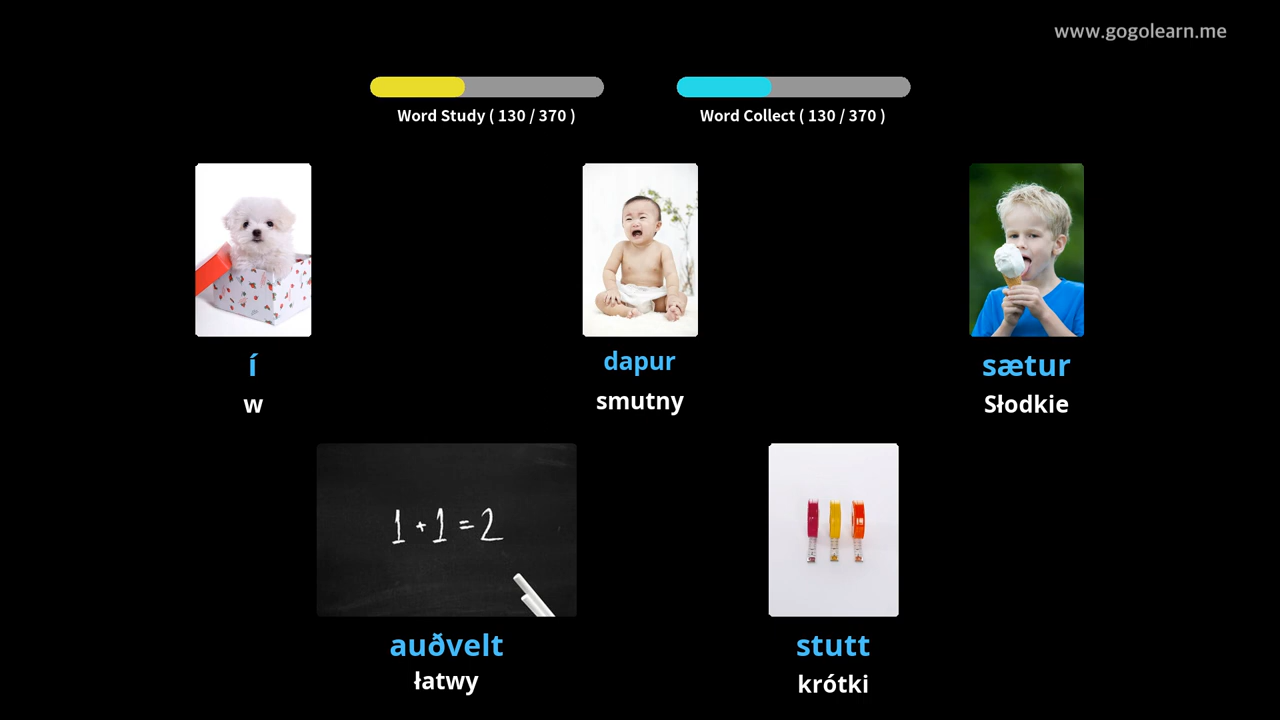 www.gogolearn.me
Word Study ( 130 / 370 )
Word Collect ( 130 / 370 )
í
w
dapur
smutny
sætur
Słodkie
1 + 1 = 2
auðvelt
łatwy
stutt
krótki